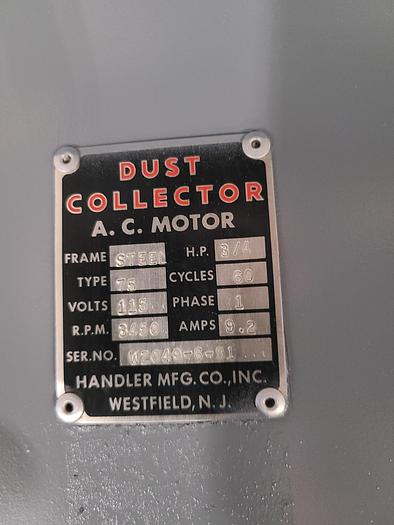 DUST
COLLECTOR
A. C. MOTOR
FRAME STEEL H.P. 3/4
TYPE 75 CYCLES 60
VOLTS 115.. PHASE 1
R.P.M. 3450 AMPS 9.2
SER.NO.
HANDLER MFG. CO., INC.
WESTFIELD, N. J.